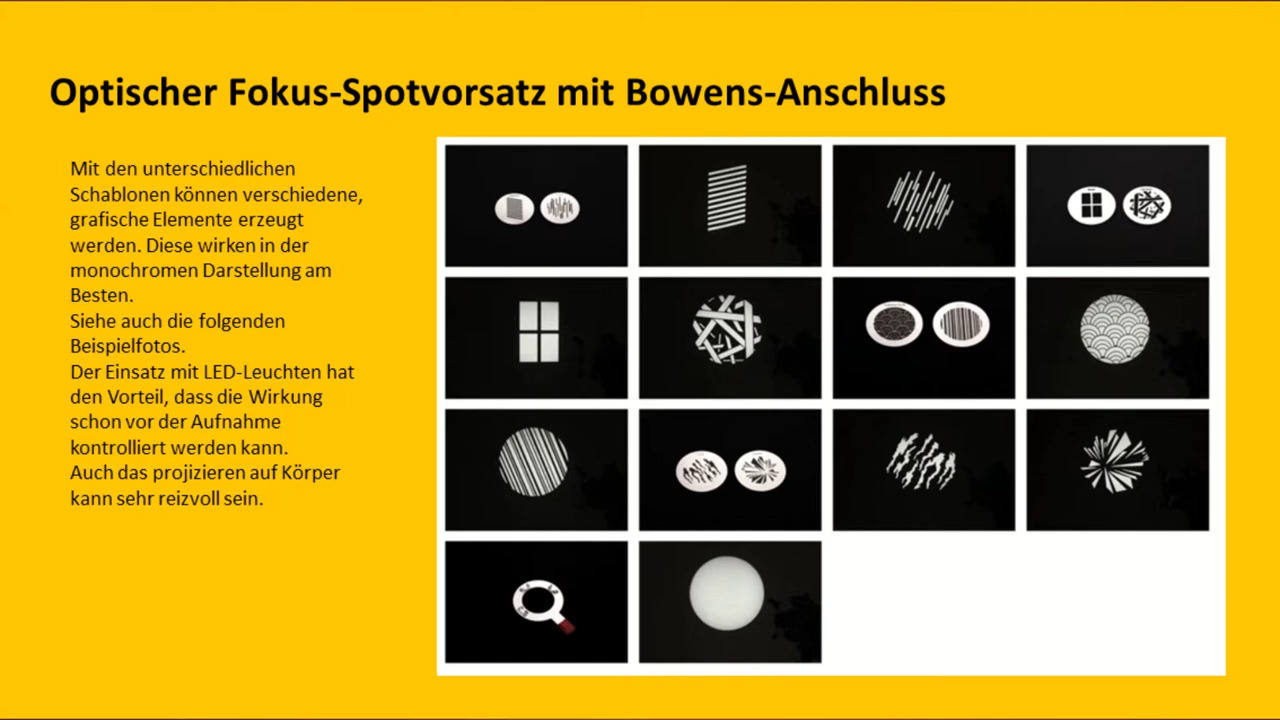 Optischer Fokus-Spotvorsatz mit Bowens-Anschluss
Mit den unterschiedlichen
Schablonen können verschiedene,
grafische Elemente erzeugt
werden. Diese wirken in der
monochromen Darstellung am
Besten.
Siehe auch die folgenden
Beispielfotos.
Der Einsatz mit LED-Leuchten hat
den Vorteil, dass die Wirkung
schon vor der Aufnahme
kontrolliert werden kann.
Auch das projizieren auf Körper
kann sehr reizvoll sein.